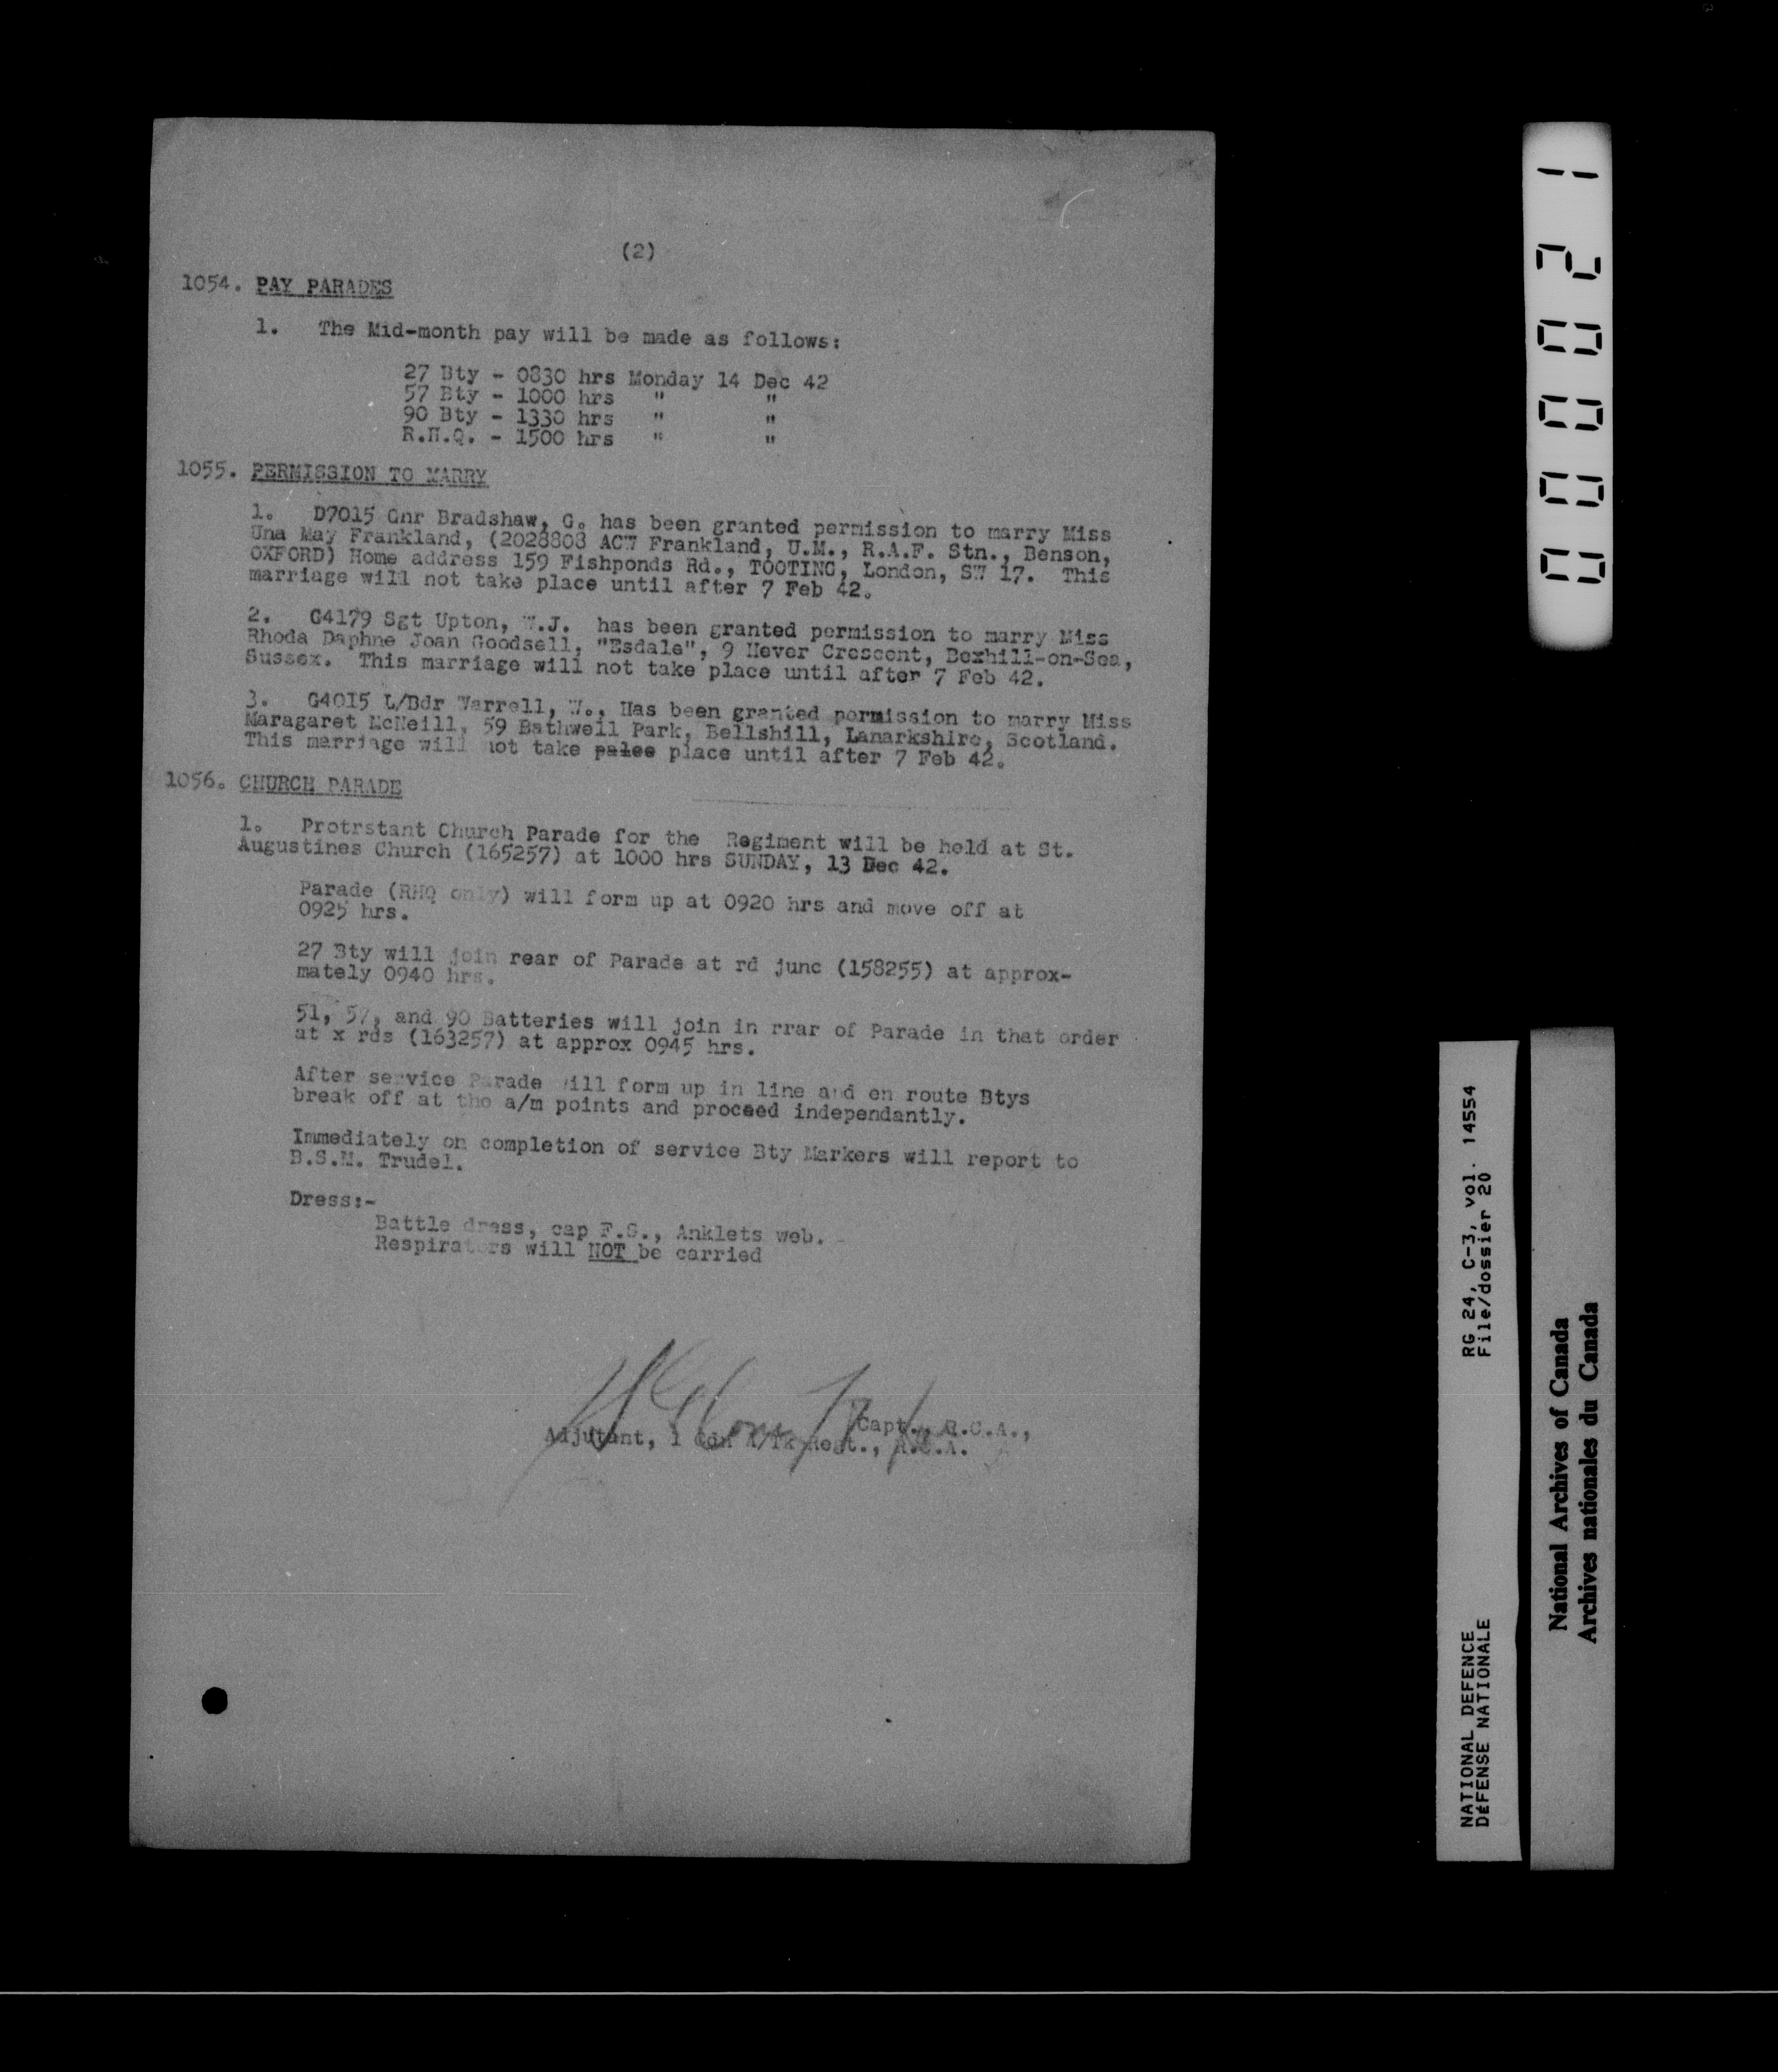 (2)
1054. PAY PARADES
1. The Mid-month pay will be made as follows:
27 Bty - 0830 hrs Monday 14 Dec 42
57 Bty - 1000 hrs " "
90 Bty - 1330 hrs " "
R.H.Q. - 1500 hrs " "
1055. PERMISSION TO MARRY
1. D7015 Gnr Bradshaw, G. has been granted permission to marry Miss
Una May Frankland, (2028808 ACW Frankland, U.M., R.A.F. Stn., Benson,
OXFORD) Home address 159 Fishponds Rd., TOOTING, London, SW 17. This
marriage will not take place until after 7 Feb 42.
2. G4179 Sgt Upton, W.J. has been granted permission to marry Miss
Rhoda Daphne Joan Goodsell, "Esdale", 9 Hever Crescent, Bexhill-on-Sea,
Sussex. This marriage will not take place until after 7 Feb 42.
3. G4015 L/Bdr Warrell, W., Has been granted permission to marry Miss
Maragaret McNeill, 59 Bathwell Park, Bellshill, Lanarkshire, Scotland.
This marriage will not take palce place until after 7 Feb 42.
1056. CHURCH PARADE
1. Protrstant Church Parade for the Regiment will be held at St.
Augustines Church (165257) at 1000 hrs SUNDAY, 13 Dec 42.
Parade (RHQ only) will form up at 0920 hrs and move off at
0925 hrs.
27 Bty will join rear of Parade at rd junc (158255) at approx-
mately 0940 hrs.
51, 57, and 90 Batteries will join in rrar of Parade in that order
at x rds (163257) at approx 0945 hrs.
After service Parade will form up in line and en route Btys
break off at the a/m points and proceed independantly.
Immediately on completion of service Bty Markers will report to
B.S.M. Trudel.
Dress:-
Battle dress, cap F.S., Anklets web.
Respirators will NOT be carried
Capt., R.C.A.,
Adjutant, 1 Cdn A/Tk Regt., R.C.A.
000021
RG 24, C-3, vol. 14554
File/dossier 20
NATIONAL DEFENCE
DÉFENSE NATIONALE
National Archives of Canada
Archives nationales du Canada